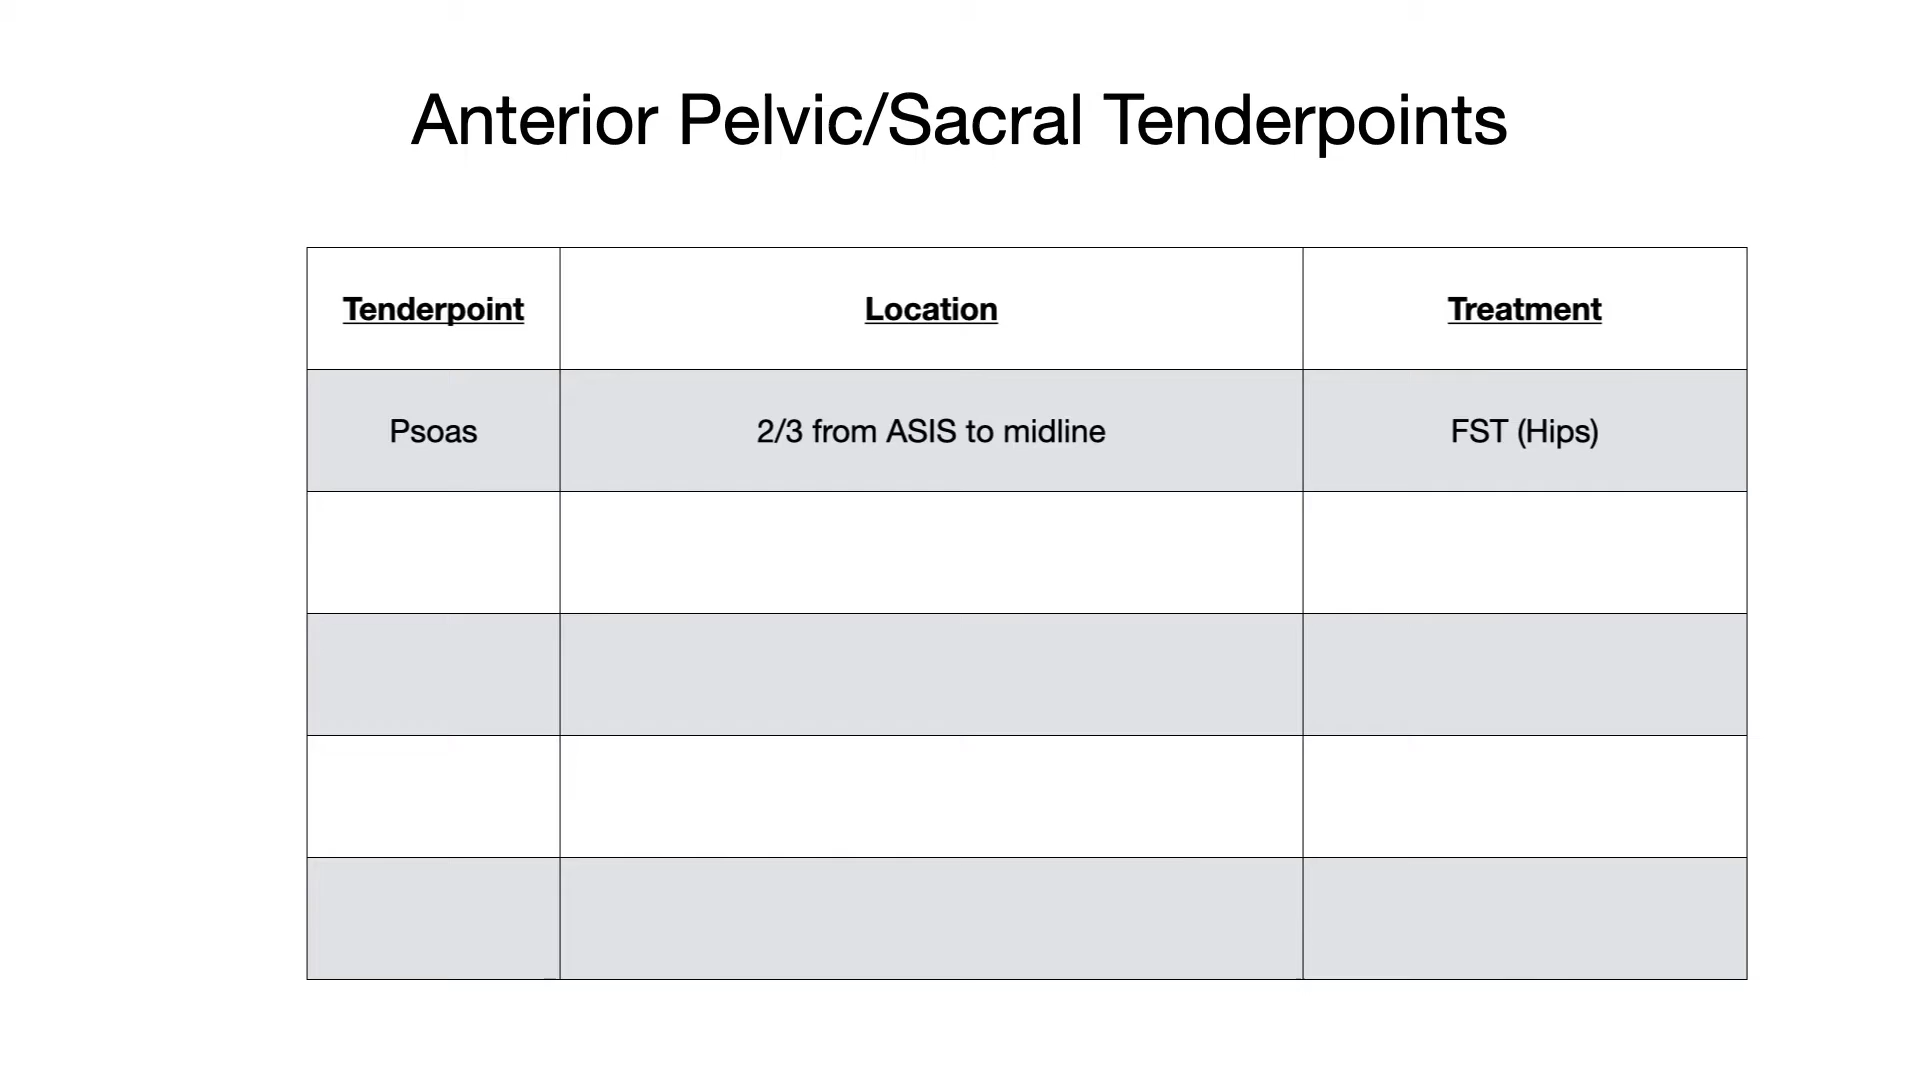 Anterior Pelvic/Sacral Tenderpoints
Tenderpoint Location Treatment
Psoas 2/3 from ASIS to midline FST (Hips)